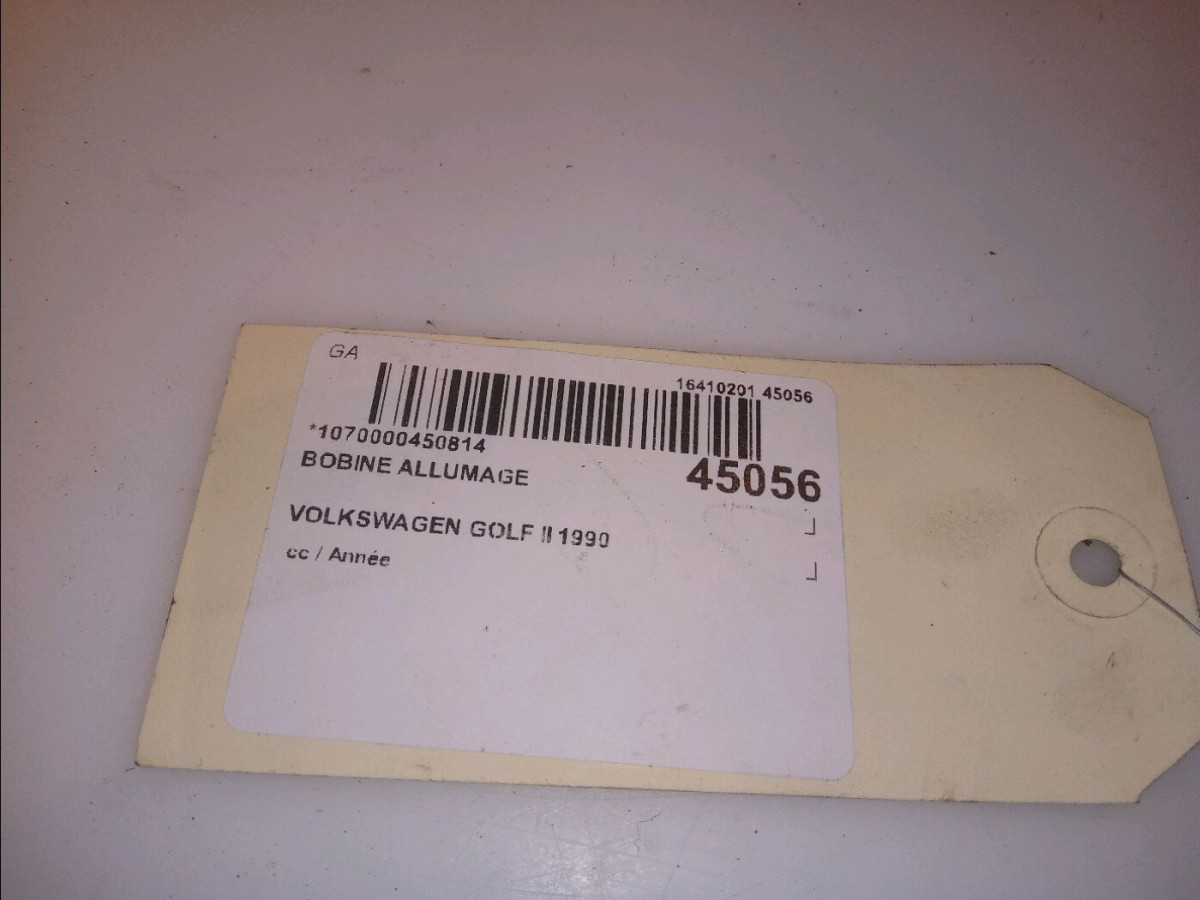 GA
16410201 45056
*1070000450814
BOBINE ALLUMAGE
45056
VOLKSWAGEN GOLF II 1990
cc / Année